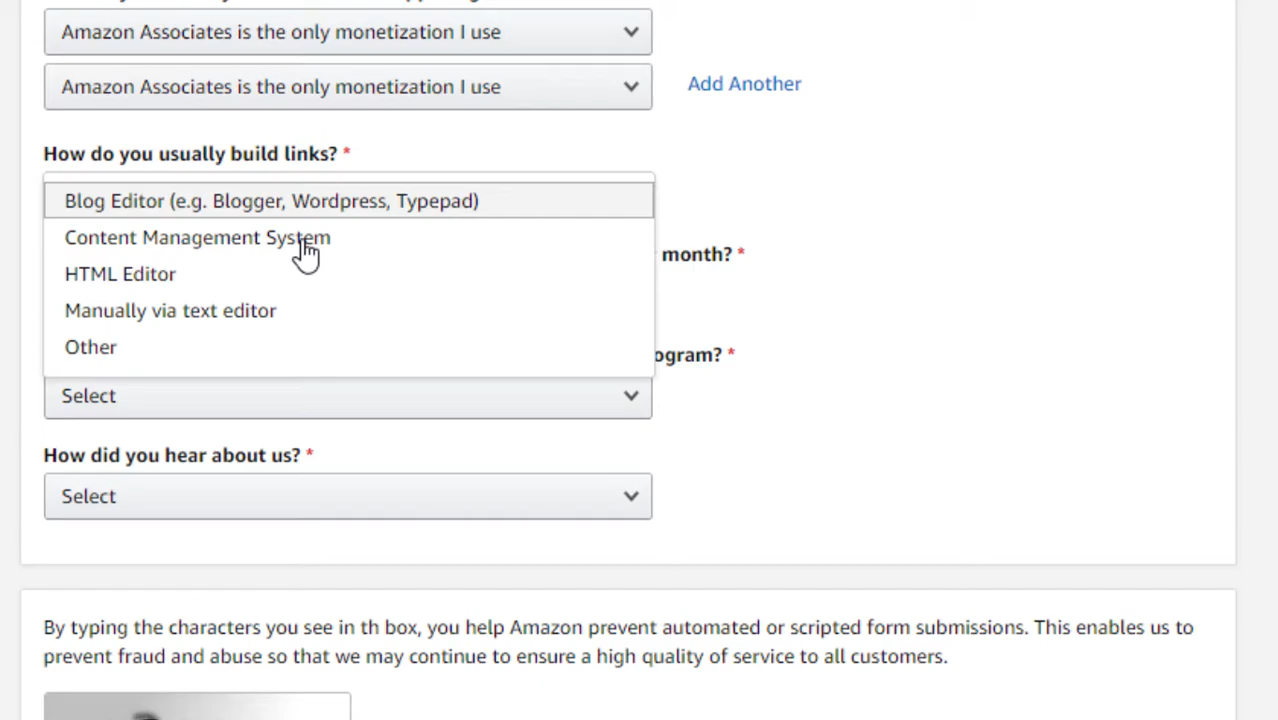 Amazon Associates is the only monetization I use
Amazon Associates is the only monetization I use
Add Another
How do you usually build links? *
Blog Editor (e.g. Blogger, Wordpress, Typepad)
Content Management System
month? *
HTML Editor
Manually via text editor
Other
ogram? *
Select
How did you hear about us? *
Select
By typing the characters you see in th box, you help Amazon prevent automated or scripted form submissions. This enables us to
prevent fraud and abuse so that we may continue to ensure a high quality of service to all customers.